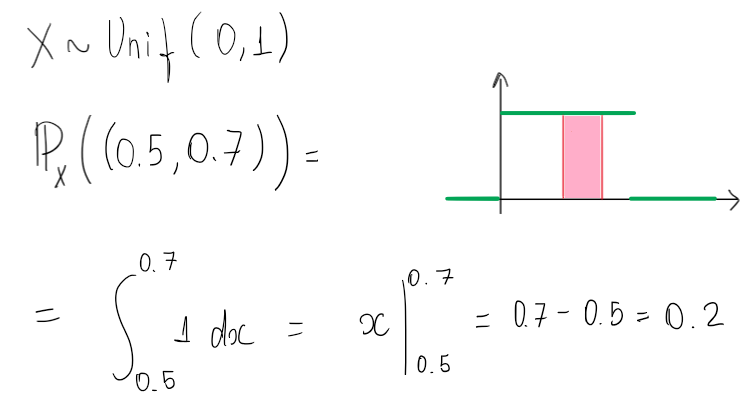 X ~ Unif(0,1)
ℙ_X((0.5,0.7)) =
= ∫_{0.5}^{0.7} 1 dx = x|_{0.5}^{0.7} = 0.7 - 0.5 = 0.2